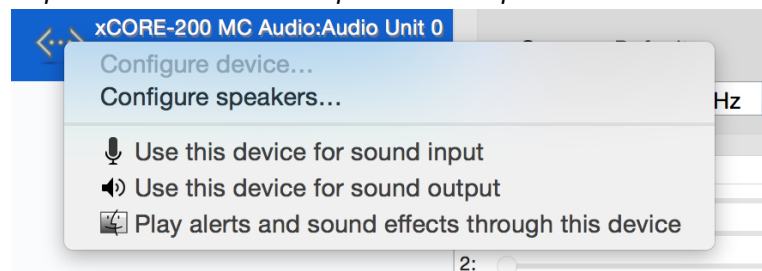 xCORE-200 MC Audio:Audio Unit 0
Configure device...
Configure speakers...
Hz
Use this device for sound input
Use this device for sound output
Play alerts and sound effects through this device
2: